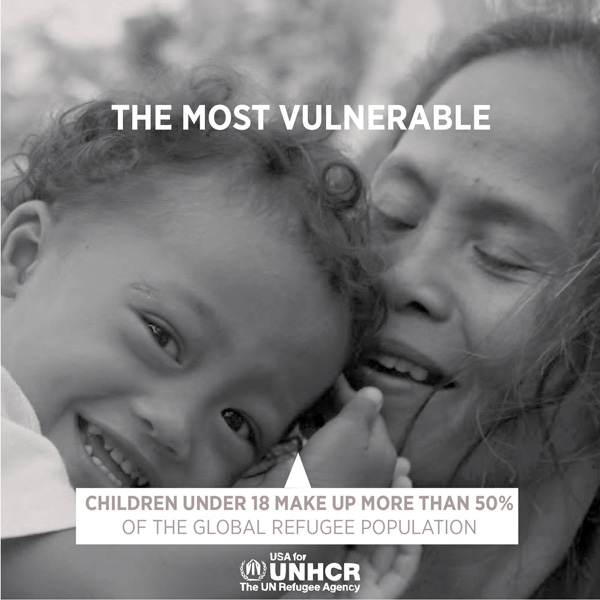 THE MOST VULNERABLE
CHILDREN UNDER 18 MAKE UP MORE THAN 50%
OF THE GLOBAL REFUGEE POPULATION
USA for
UNHCR
The UN Refugee Agency